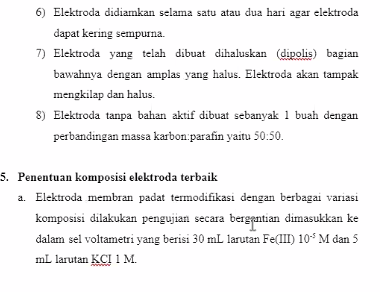 6) Elektroda didiamkan selama satu atau dua hari agar elektroda
dapat kering sempurna.
7) Elektroda yang telah dibuat dihaluskan (dipolis) bagian
bawahnya dengan amplas yang halus. Elektroda akan tampak
mengkilap dan halus.
8) Elektroda tanpa bahan aktif dibuat sebanyak 1 buah dengan
perbandingan massa karbon:parafin yaitu 50:50.
5. Penentuan komposisi elektroda terbaik
a. Elektroda membran padat termodifikasi dengan berbagai variasi
komposisi dilakukan pengujian secara bergantian dimasukkan ke
dalam sel voltametri yang berisi 30 mL larutan Fe(III) 10⁻⁵ M dan 5
mL larutan KCI 1 M.